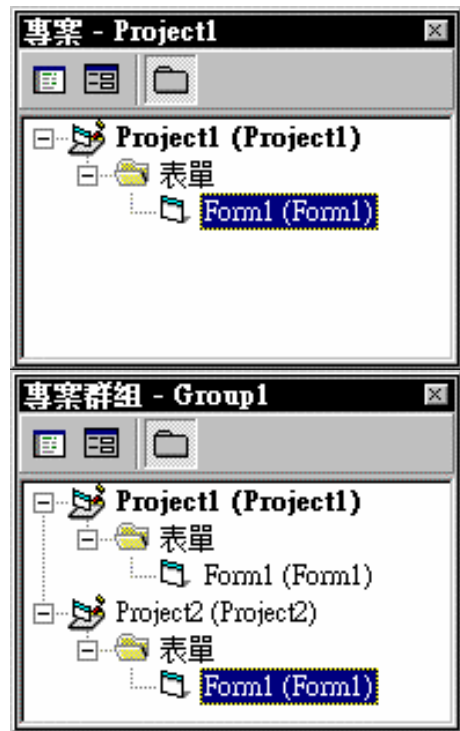 專案 - Project1
Project1 (Project1)
表單
Form1 (Form1)
專案群組 - Group1
Project1 (Project1)
表單
Form1 (Form1)
Project2 (Project2)
表單
Form1 (Form1)